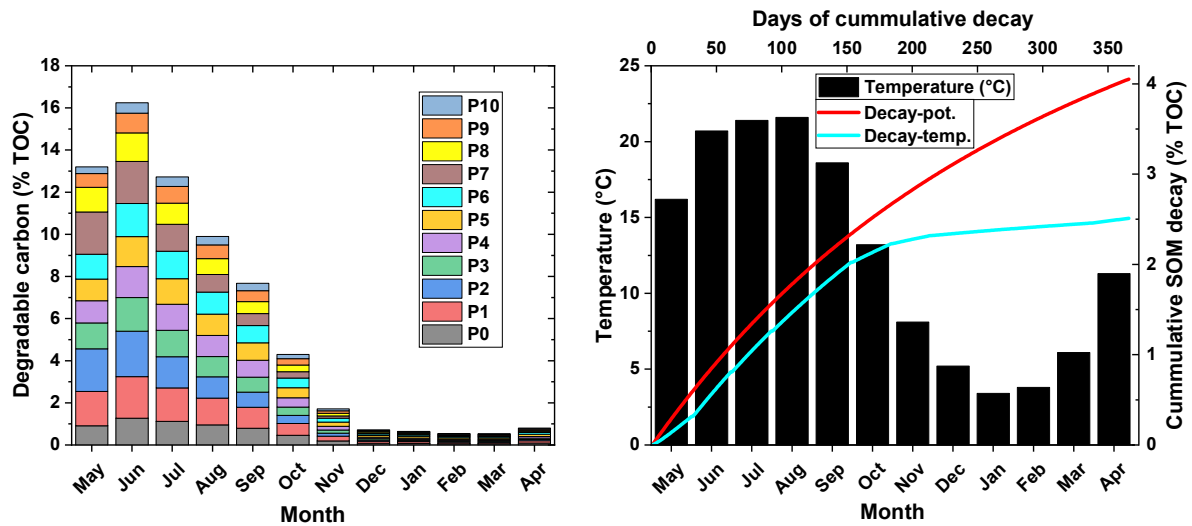 Degradable carbon (% TOC)
18
16
14
12
10
8
6
4
2
0
P10
P9
P8
P7
P6
P5
P4
P3
P2
P1
P0
May Jun Jul Aug Sep Oct Nov Dec Jan Feb Mar Apr
Month
Days of cummulative decay
0 50 100 150 200 250 300 350
Temperature (°C)
25
20
15
10
5
0
Temperature (°C)
Decay-pot.
Decay-temp.
4
3
2
1
0
Cummulative SOM decay (% TOC)
May Jun Jul Aug Sep Oct Nov Dec Jan Feb Mar Apr
Month